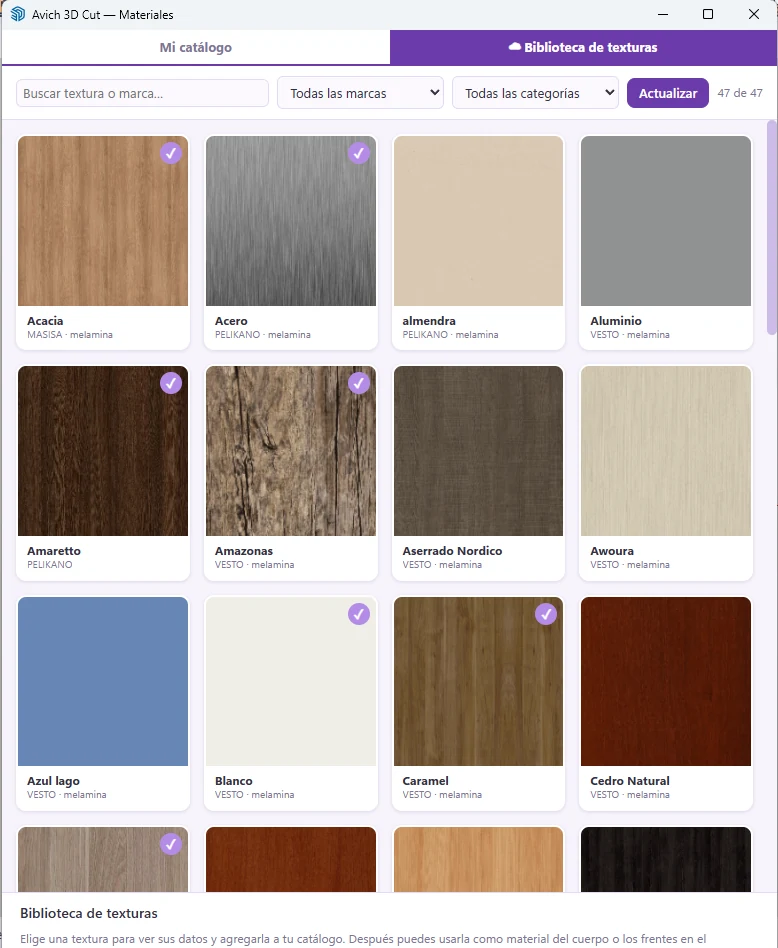 Avich 3D Cut — Materiales
Mi catálogo
Biblioteca de texturas
Buscar textura o marca...
Todas las marcas
Todas las categorías
Actualizar
47 de 47
Acacia
MASISA · melamina
Acero
PELIKANO · melamina
almendra
PELIKANO · melamina
Aluminio
VESTO · melamina
Amaretto
PELIKANO
Amazonas
VESTO · melamina
Aserrado Nordico
VESTO · melamina
Awoura
VESTO · melamina
Azul lago
VESTO · melamina
Blanco
VESTO · melamina
Caramel
VESTO · melamina
Cedro Natural
VESTO · melamina
Biblioteca de texturas
Elige una textura para ver sus datos y agregarla a tu catálogo. Después puedes usarla como material del cuerpo o los frentes en el